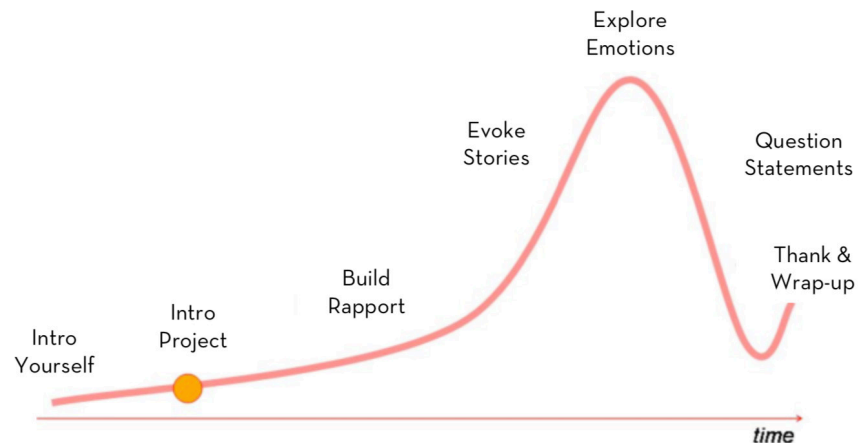 Intro
Yourself
Intro
Project
Build
Rapport
Evoke
Stories
Explore
Emotions
Question
Statements
Thank &
Wrap-up
time